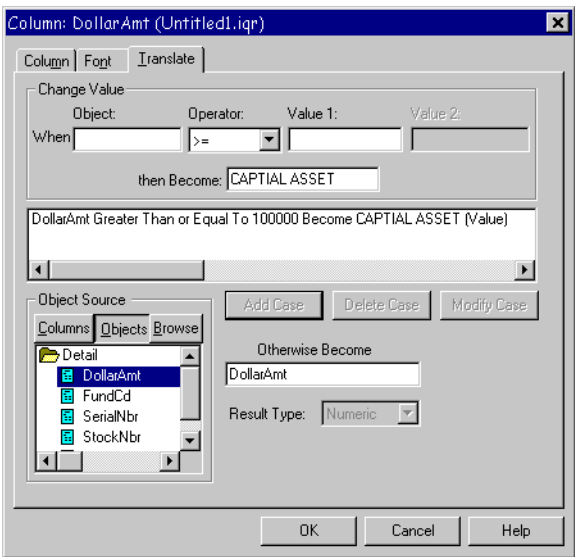 Column: DollarAmt (Untitled1.iqr)
Column Font Translate
Change Value
Object: Operator: Value 1: Value 2:
When >=
then Become: CAPTIAL ASSET
DollarAmt Greater Than or Equal To 100000 Become CAPTIAL ASSET (Value)
Object Source
Add Case Delete Case Modify Case
Columns Objects Browse
Otherwise Become
Detail
DollarAmt
DollarAmt
FundCd
SerialNbr
Result Type: Numeric
StockNbr
OK Cancel Help